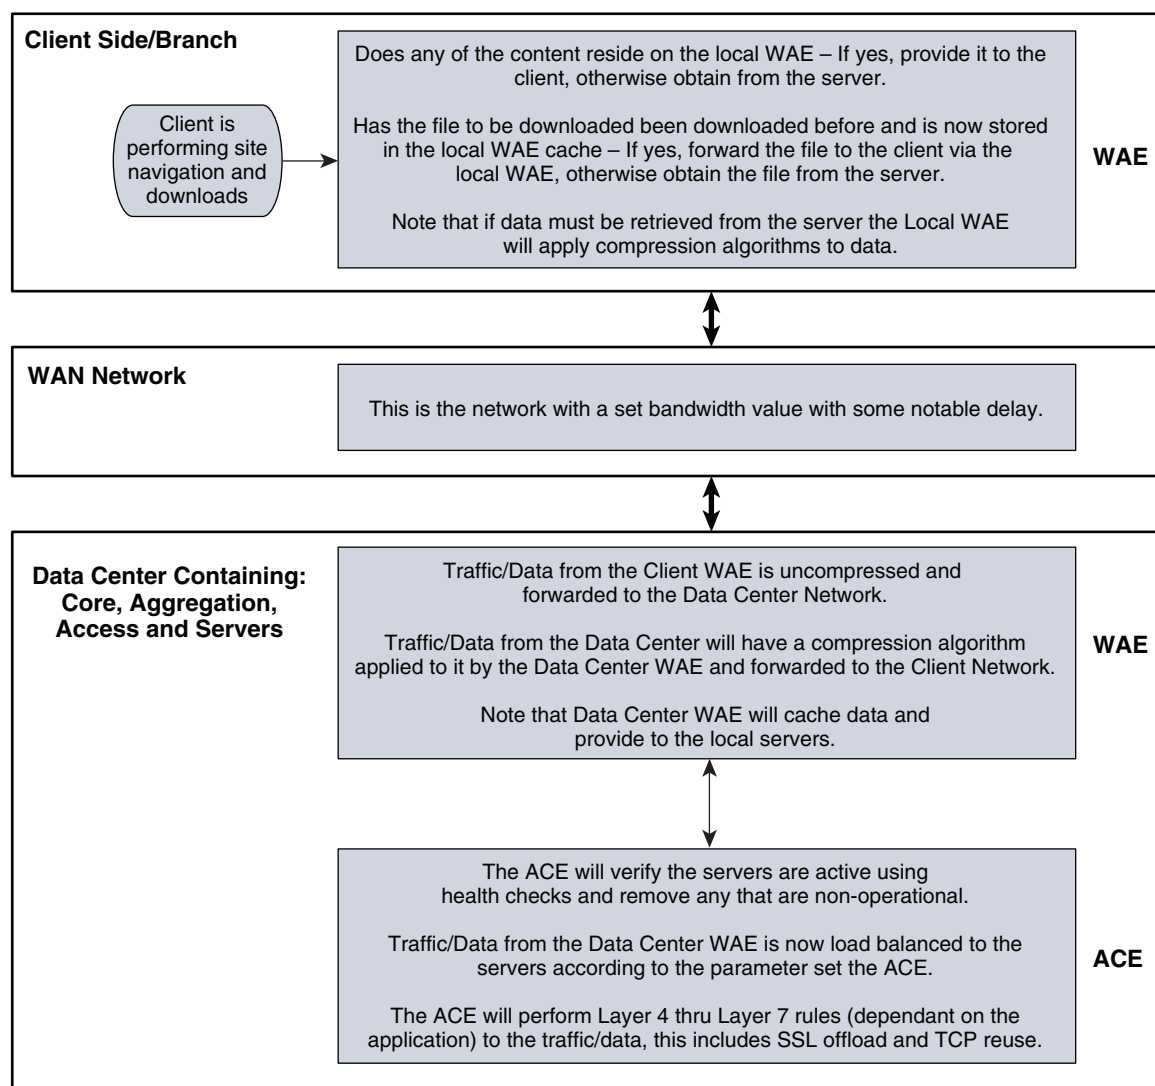 Client Side/Branch
Client is
performing site
navigation and
downloads
Does any of the content reside on the local WAE – If yes, provide it to the
client, otherwise obtain from the server.
Has the file to be downloaded been downloaded before and is now stored
in the local WAE cache – If yes, forward the file to the client via the
local WAE, otherwise obtain the file from the server.
Note that if data must be retrieved from the server the Local WAE
will apply compression algorithms to data.
WAE
WAN Network
This is the network with a set bandwidth value with some notable delay.
Data Center Containing:
Core, Aggregation,
Access and Servers
Traffic/Data from the Client WAE is uncompressed and
forwarded to the Data Center Network.
Traffic/Data from the Data Center will have a compression algorithm
applied to it by the Data Center WAE and forwarded to the Client Network.
Note that Data Center WAE will cache data and
provide to the local servers.
WAE
The ACE will verify the servers are active using
health checks and remove any that are non-operational.
Traffic/Data from the Data Center WAE is now load balanced to the
servers according to the parameter set the ACE.
The ACE will perform Layer 4 thru Layer 7 rules (dependant on the
application) to the traffic/data, this includes SSL offload and TCP reuse.
ACE